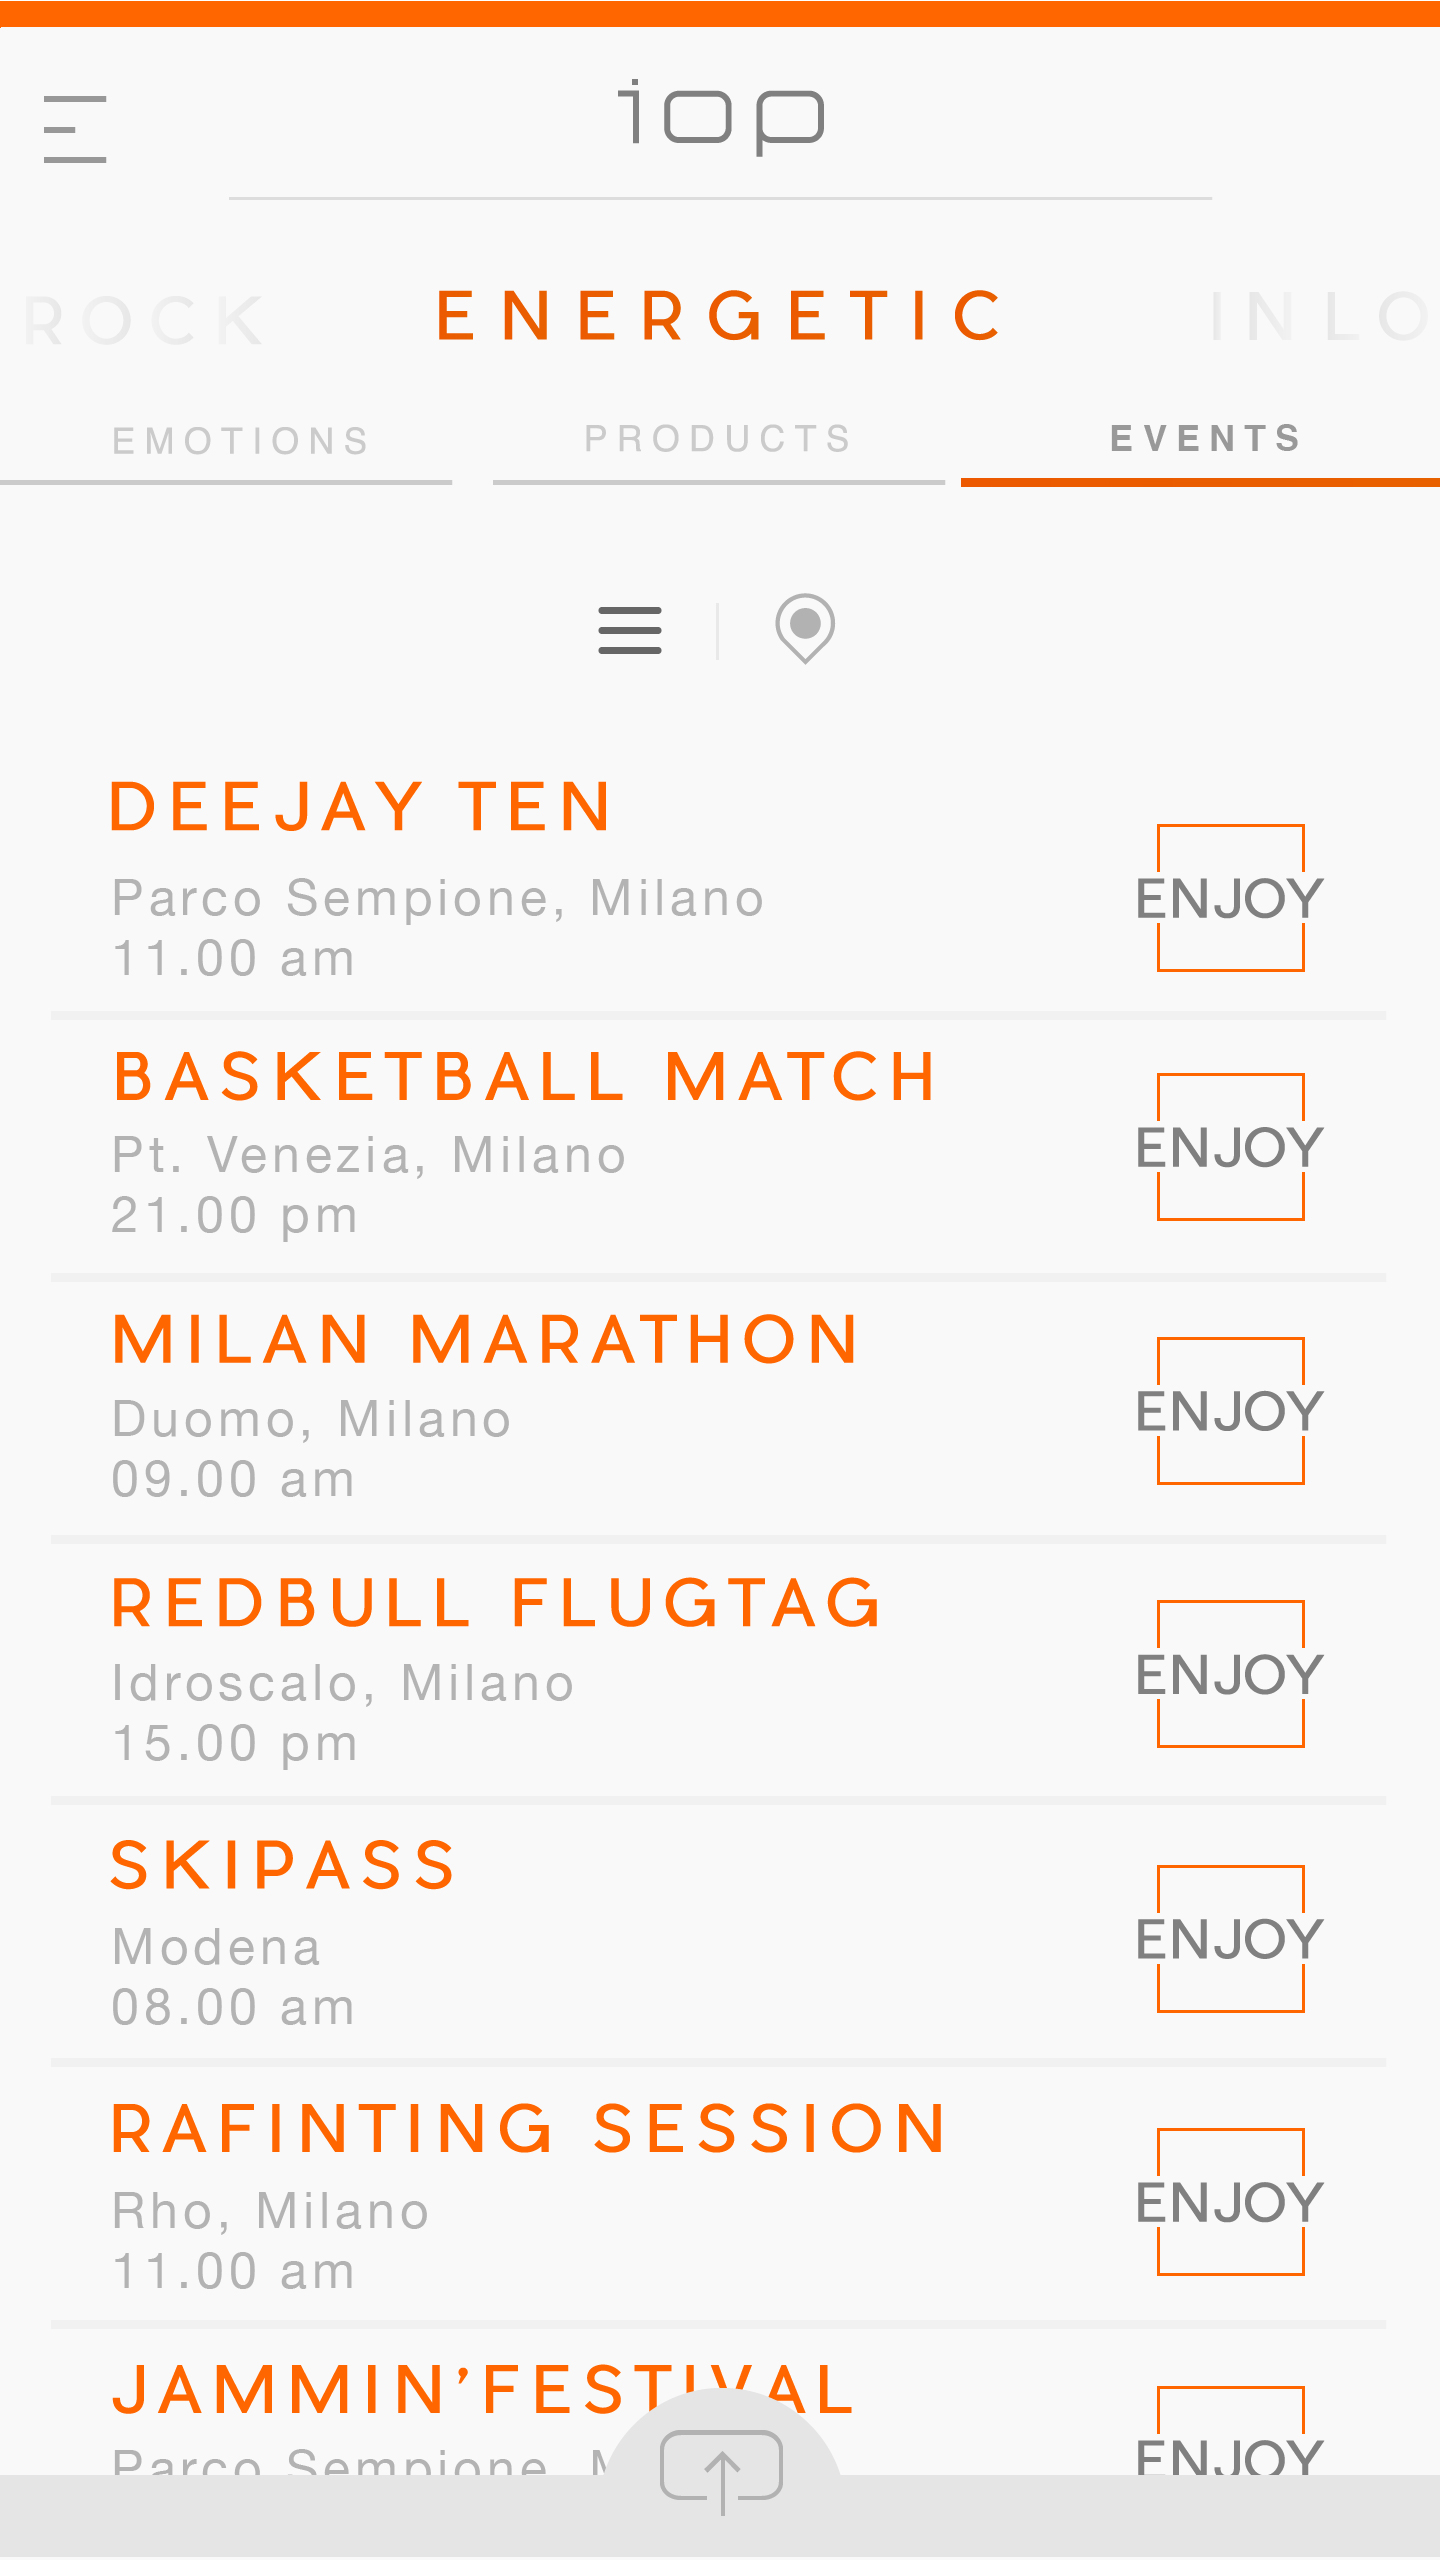 iop
ROCK
ENERGETIC
INLO
EMOTIONS
PRODUCTS
EVENTS
DEEJAY TEN
Parco Sempione, Milano
11.00 am
ENJOY
BASKETBALL MATCH
Pt. Venezia, Milano
21.00 pm
ENJOY
MILAN MARATHON
Duomo, Milano
09.00 am
ENJOY
REDBULL FLUGTAG
Idroscalo, Milano
15.00 pm
ENJOY
SKIPASS
Modena
08.00 am
ENJOY
RAFINTING SESSION
Rho, Milano
11.00 am
ENJOY
JAMMIN’FESTIVAL
Parco Sempione,
ENJOY